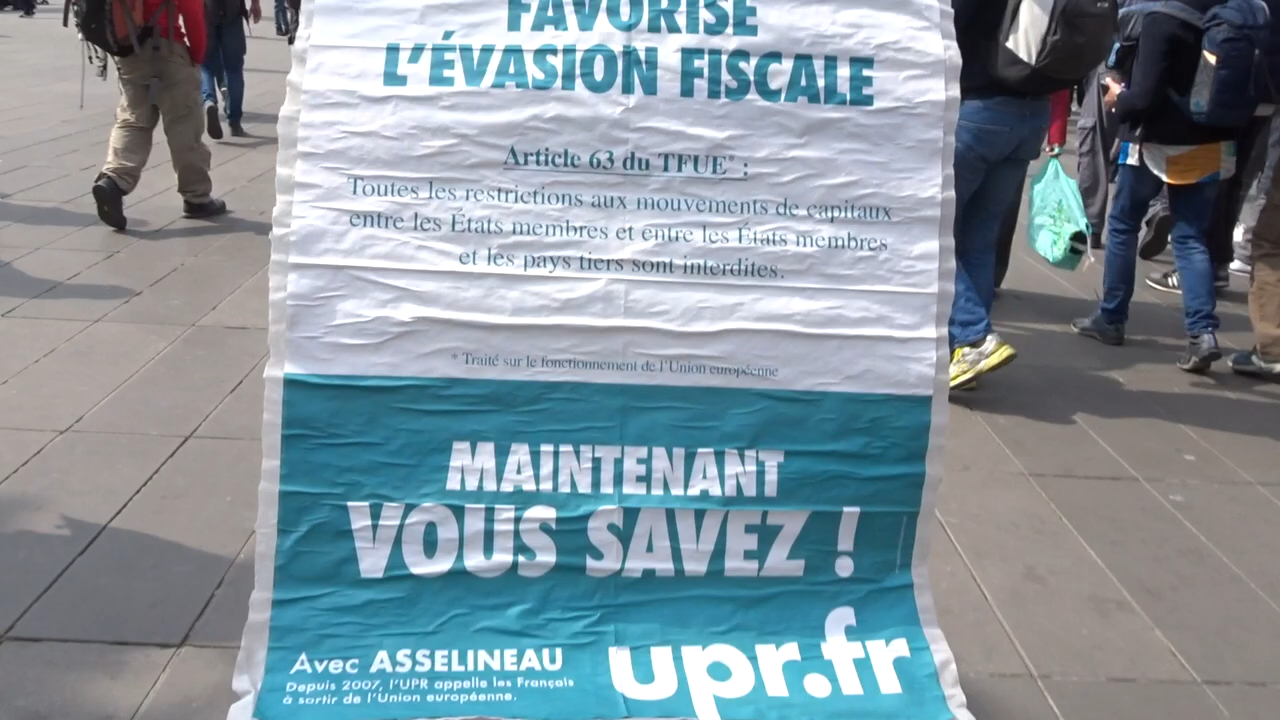 FAVORISE
L'ÉVASION FISCALE
Article 63 du TFUE* :
Toutes les restrictions aux mouvements de capitaux
entre les États membres et entre les États membres
et les pays tiers sont interdites.
* Traité sur le fonctionnement de l'Union européenne
MAINTENANT
VOUS SAVEZ !
Avec ASSELINEAU
Depuis 2007, l'UPR appelle les Français
à sortir de l'Union européenne.
upr.fr